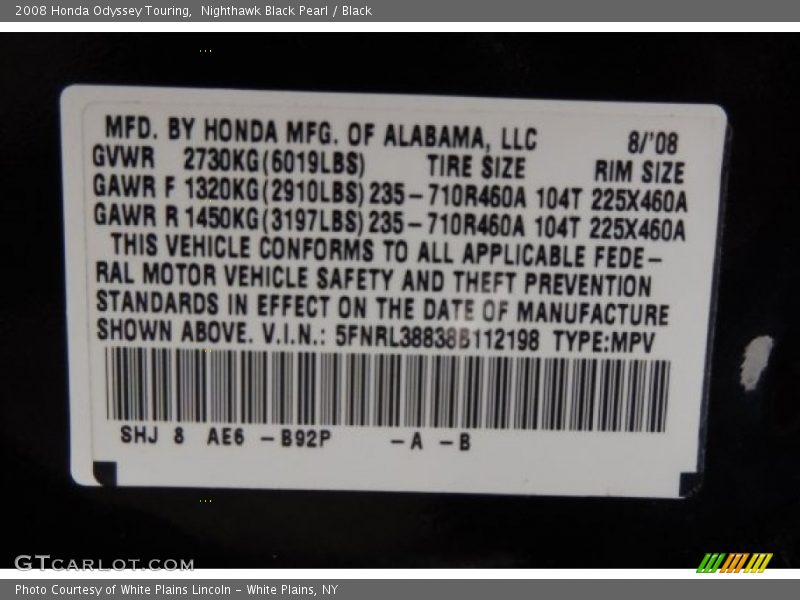 2008 Honda Odyssey Touring,  Nighthawk Black Pearl / Black
MFD. BY HONDA MFG. OF ALABAMA, LLC 8/'08
GVWR 2730KG(6019LBS) TIRE SIZE RIM SIZE
GAWR F 1320KG(2910LBS) 235-710R460A 104T 225X460A
GAWR R 1450KG(3197LBS) 235-710R460A 104T 225X460A
THIS VEHICLE CONFORMS TO ALL APPLICABLE FEDE-
RAL MOTOR VEHICLE SAFETY AND THEFT PREVENTION
STANDARDS IN EFFECT ON THE DATE OF MANUFACTURE
SHOWN ABOVE. V.I.N.: 5FNRL38838B112198 TYPE:MPV
SHJ 8 AE6 -B92P -A -B
GTCARLOT.COM
Photo Courtesy of White Plains Lincoln - White Plains, NY